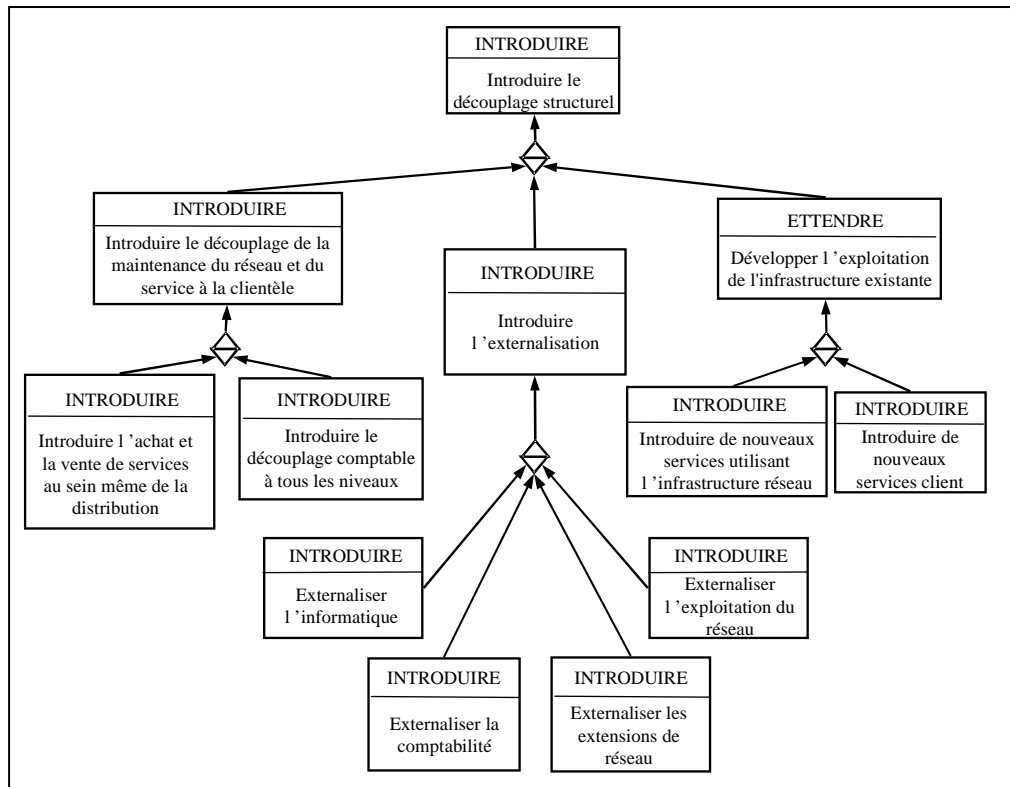 INTRODUIRE
Introduire le
découplage structurel
INTRODUIRE
Introduire le découplage de la
maintenance du réseau et du
service à la clientèle
INTRODUIRE
Introduire
l ’externalisation
ETTENDRE
Développer l ’exploitation
de l'infrastructure existante
INTRODUIRE
Introduire l ’achat et
la vente de services
au sein même de la
distribution
INTRODUIRE
Introduire le
découplage comptable
à tous les niveaux
INTRODUIRE
Introduire de nouveaux
services utilisant
l ’infrastructure réseau
INTRODUIRE
Introduire de
nouveaux
services client
INTRODUIRE
Externaliser
l ’informatique
INTRODUIRE
Externaliser
l ’exploitation du
réseau
INTRODUIRE
Externaliser la
comptabilité
INTRODUIRE
Externaliser les
extensions de
réseau